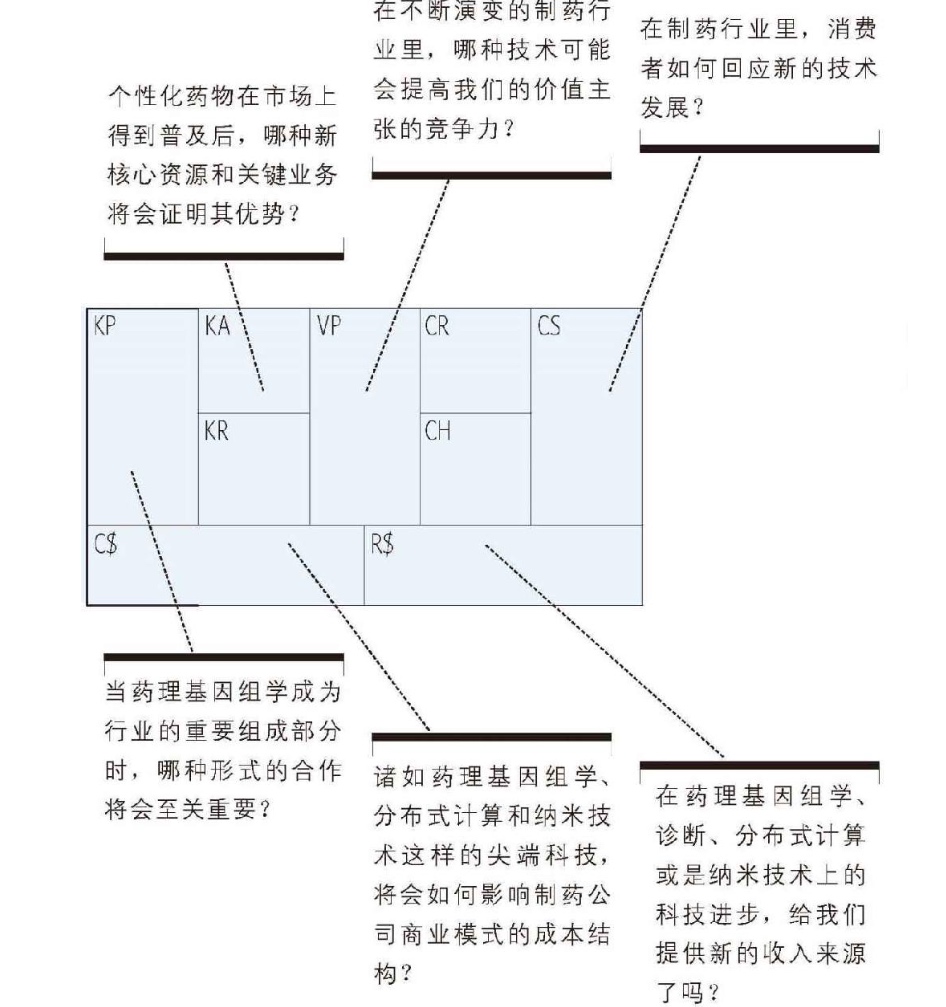 在不断演变的制药行
业里，哪种技术可能
会提高我们的价值主
张的竞争力？
在制药行业里，消费
者如何回应新的技术
发展？
个性化药物在市场上
得到普及后，哪种新
核心资源和关键业务
将会证明其优势？
KP
KA
VP
CR
CS
KR
CH
C$
R$
当药理基因组学成为
行业的重要组成部分
时，哪种形式的合作
将会至关重要？
诸如药理基因组学、
分布式计算和纳米技
术这样的尖端科技，
将会如何影响制药公
司商业模式的成本结
构？
在药理基因组学、
诊断、分布式计算
或是纳米技术上的
科技进步，给我们
提供新的收入来源
了吗？